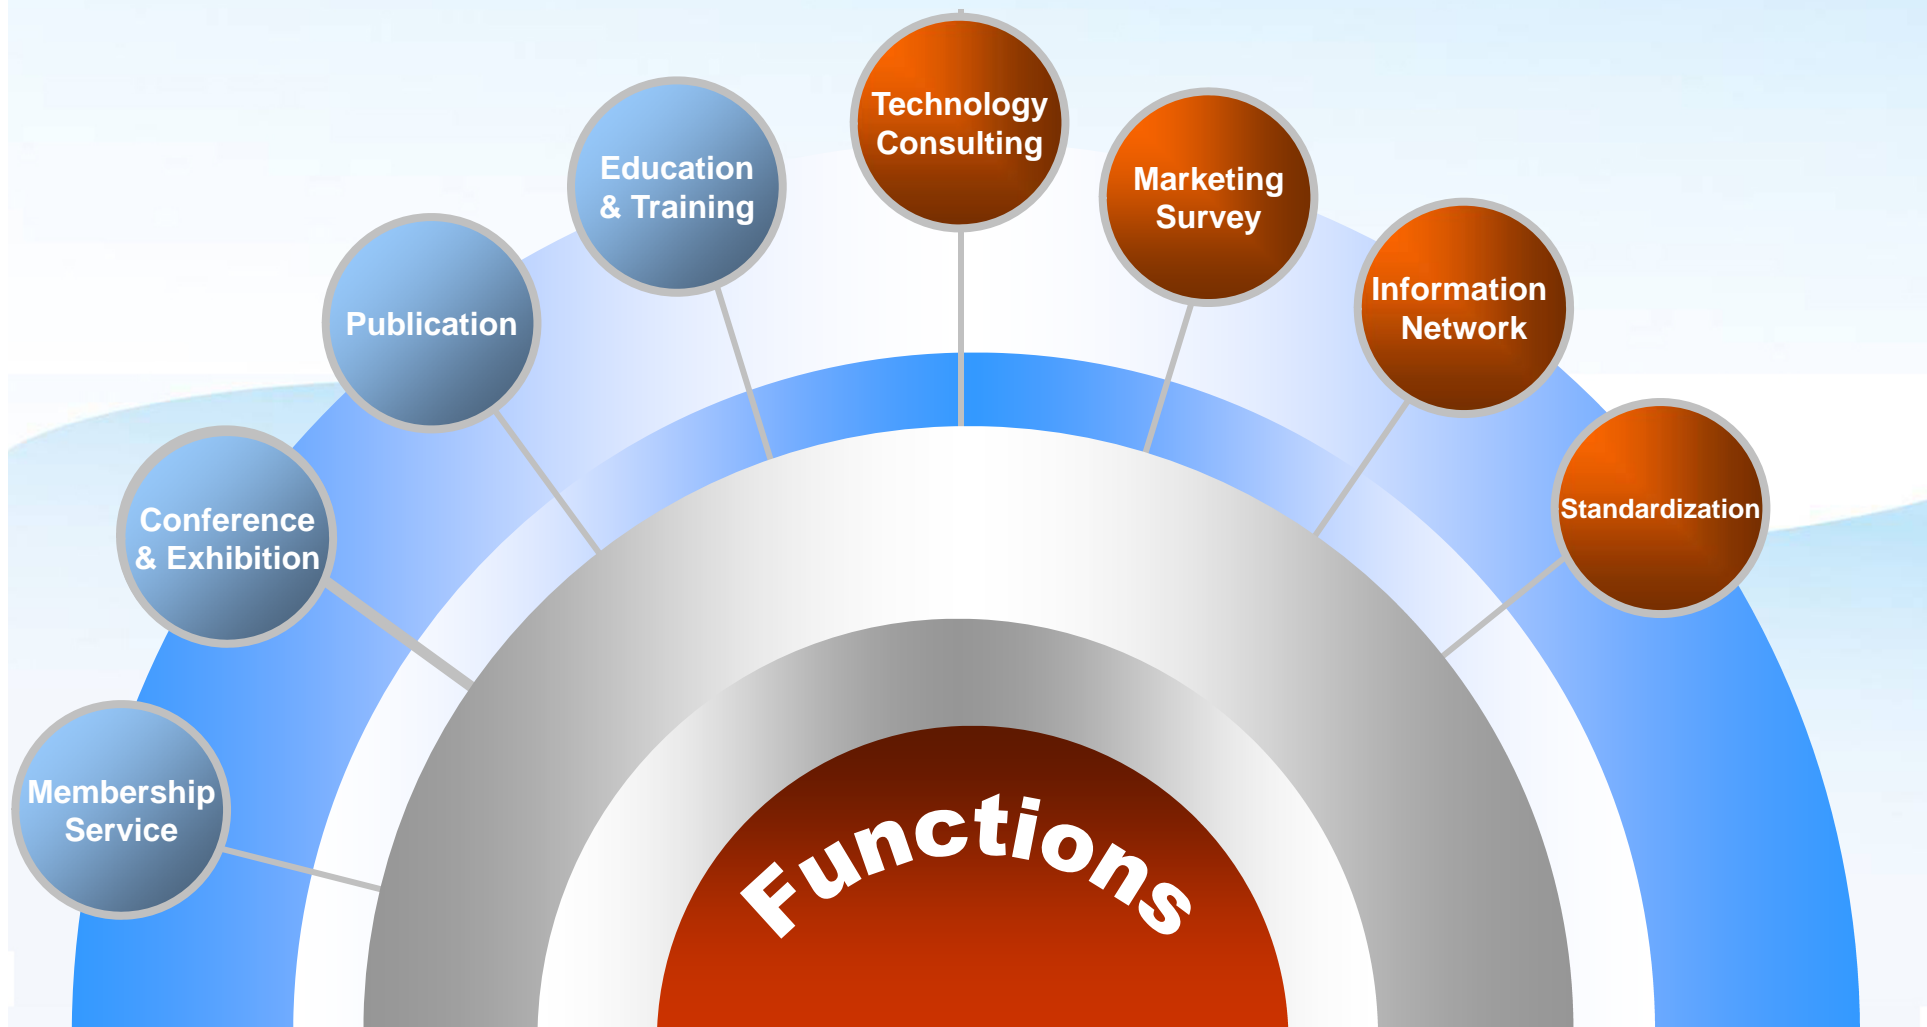 Technology
Consulting
Education
& Training
Marketing
Survey
Information
Network
Publication
Standardization
Conference
& Exhibition
Membership
Service
Functions